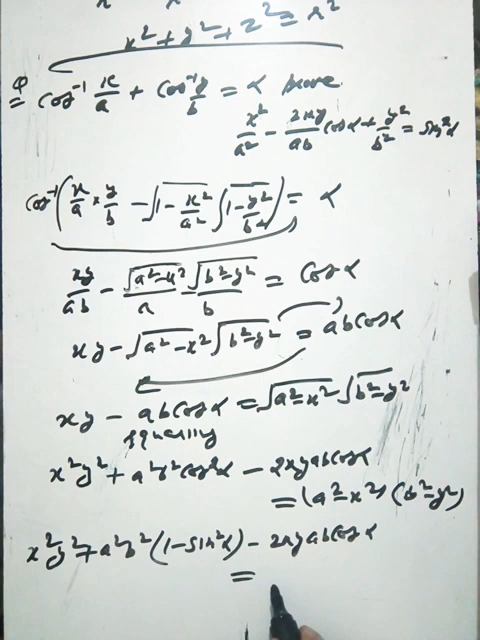 x² + y² + z² = r²
Q cos⁻¹ x/a + cos⁻¹ y/b = α prove
x²/a² - 2xy/ab cos α + y²/b² = sin²α
cos⁻¹(x/a × y/b - √(1 - x²/a²) √(1 - y²/b²)) = α
xy/ab - √(a²-x²)/a √(b²-y²)/b = cos α
xy - √(a²-x²) √(b²-y²) = ab cos α
xy - ab cos α = √(a²-x²) √(b²-y²)
squaring
x²y² + a²b² cos²α - 2xyab cos α
= (a²-x²) (b²-y²)
x²y² + a²b² (1 - sin²α) - 2xyab cos α
=